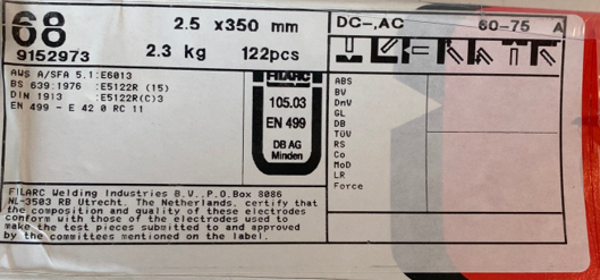 68
2.5 x350 mm
9152973
2.3 kg 122pcs
DC-,AC 60-75 A
AWS A/SFA 5.1:E6013
BS 639:1976 :E5122R (15)
DIN 1913 :E5122R(C)3
EN 499 - E 42 0 RC 11
FILARC
105.03
EN 499
DB AG
Minden
ABS
BV
DnV
GL
DB
TÜV
RS
Co
MoD
LR
Force
FILARC Welding Industries B.V.,P.O.Box 8086
NL-3503 RB Utrecht. The Netherlands, certify that
the composition and quality of these electrodes
conform with those of the electrodes used to
make the test pieces submitted to and approved
by the committees mentioned on the label.